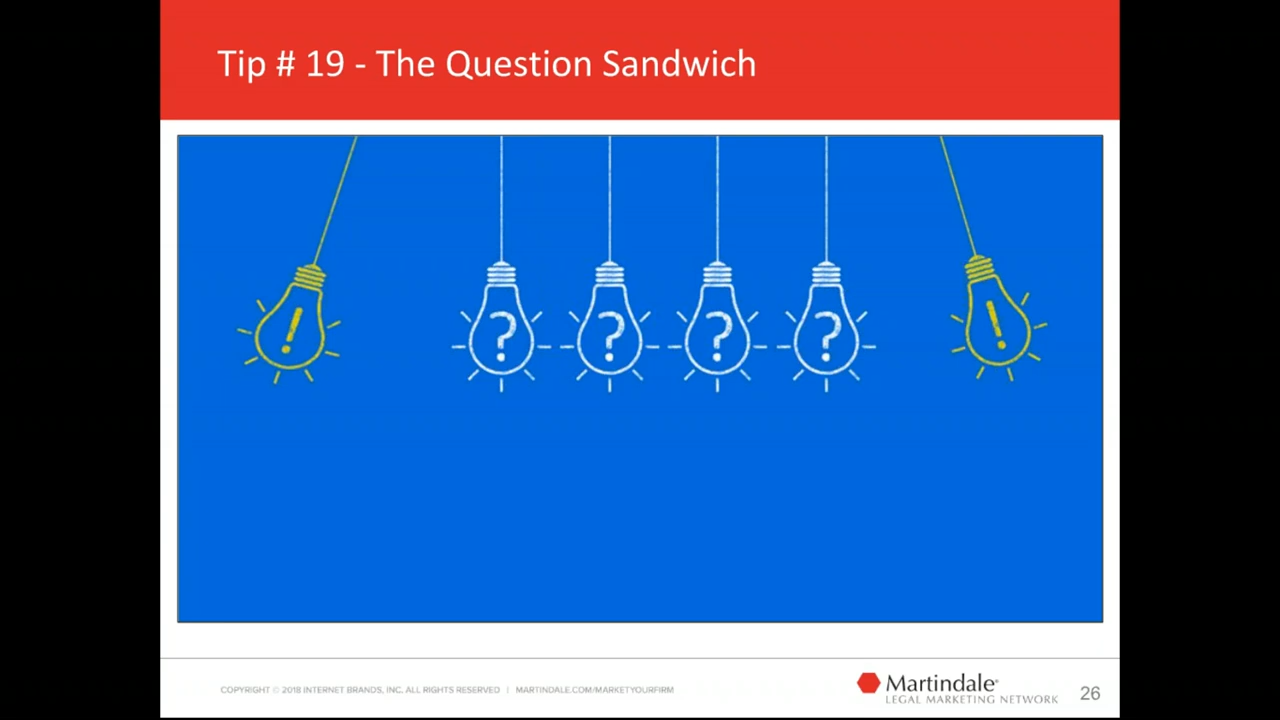 Tip # 19 - The Question Sandwich
! ? ? ? ? !
COPYRIGHT © 2018 INTERNET BRANDS, INC. ALL RIGHTS RESERVED | MARTINDALE.COM/MARKETYOURFIRM
Martindale®
LEGAL MARKETING NETWORK
26